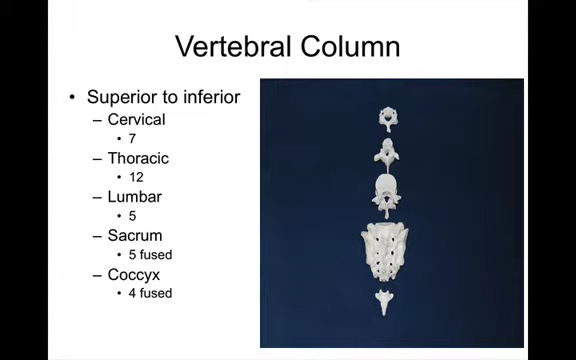 Vertebral Column
• Superior to inferior
– Cervical
• 7
– Thoracic
• 12
– Lumbar
• 5
– Sacrum
• 5 fused
– Coccyx
• 4 fused